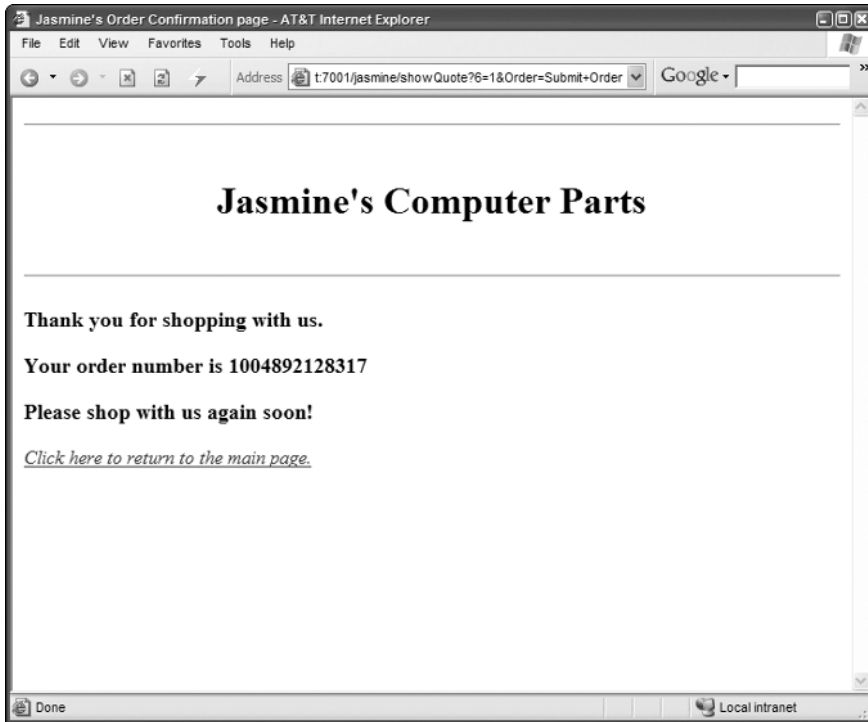 Jasmine's Order Confirmation page - AT&T Internet Explorer
File Edit View Favorites Tools Help
Address t:7001/jasmine/showQuote?6=1&Order=Submit+Order Google
Jasmine's Computer Parts
Thank you for shopping with us.
Your order number is 1004892128317
Please shop with us again soon!
Click here to return to the main page.
Done Local intranet